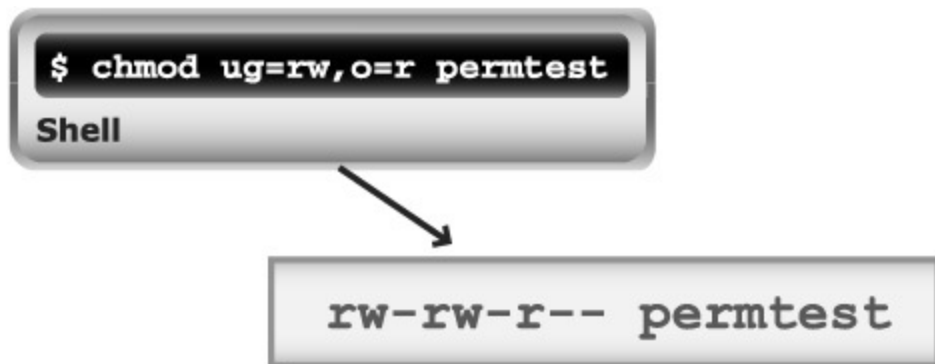 $ chmod ug=rw,o=r permtest
Shell
rw-rw-r-- permtest